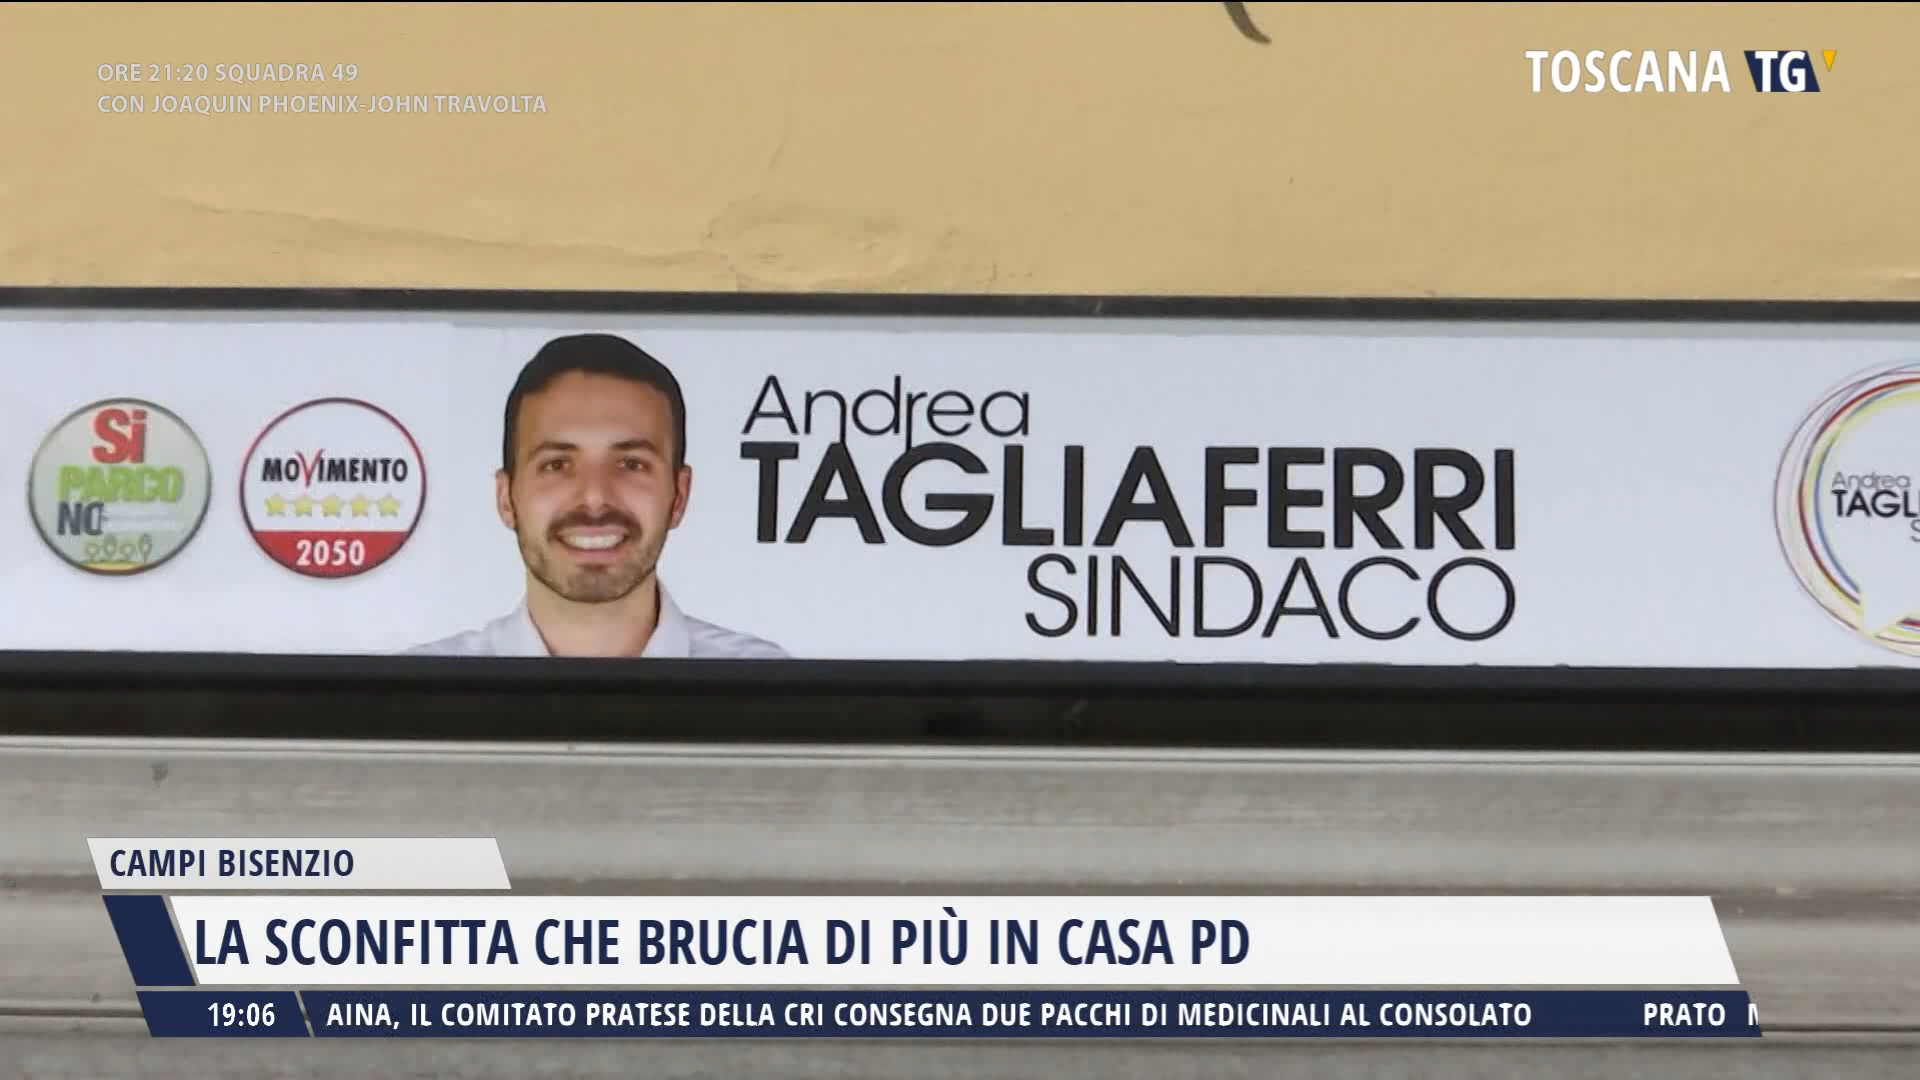 ORE 21:20 SQUADRA 49
CON JOAQUIN PHOENIX-JOHN TRAVOLTA
TOSCANA TG
Si
PARCO
NO
MOVIMENTO
2050
Andrea
TAGLIAFERRI
SINDACO
Andrea
TAGL
CAMPI BISENZIO
LA SCONFITTA CHE BRUCIA DI PIÙ IN CASA PD
19:06 AINA, IL COMITATO PRATESE DELLA CRI CONSEGNA DUE PACCHI DI MEDICINALI AL CONSOLATO PRATO